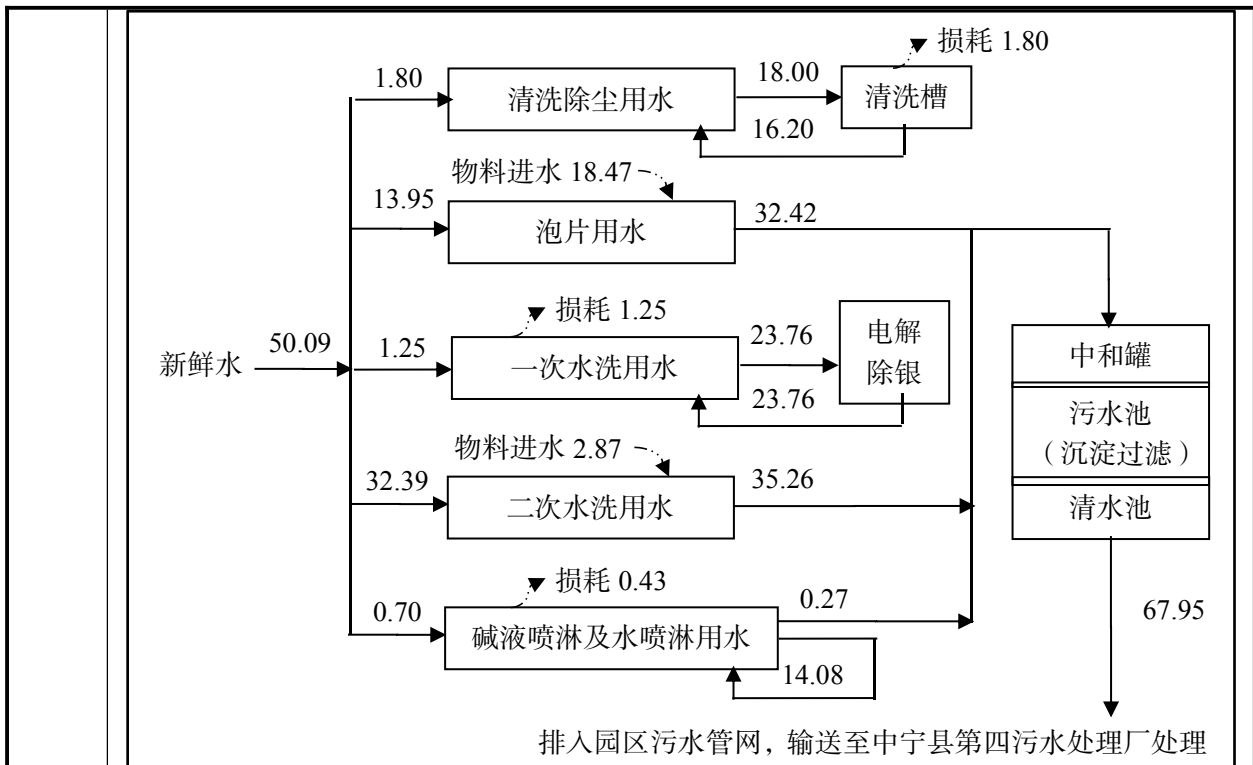 损耗 1.80
1.80
清洗除尘用水
18.00
清洗槽
16.20
物料进水 18.47
13.95
泡片用水
32.42
损耗 1.25
新鲜水
50.09
1.25
一次水洗用水
23.76
23.76
电解
除银
中和罐
污水池
（沉淀过滤）
清水池
物料进水 2.87
32.39
二次水洗用水
35.26
损耗 0.43
0.70
碱液喷淋及水喷淋用水
0.27
14.08
67.95
排入园区污水管网，输送至中宁县第四污水处理厂处理